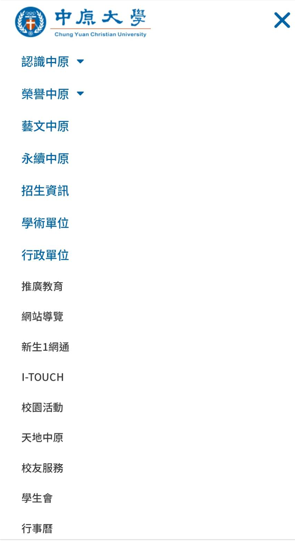 中原大學
Chung Yuan Christian University
認識中原
榮譽中原
藝文中原
永續中原
招生資訊
學術單位
行政單位
推廣教育
網站導覽
新生1網通
I-TOUCH
校園活動
天地中原
校友服務
學生會
行事曆